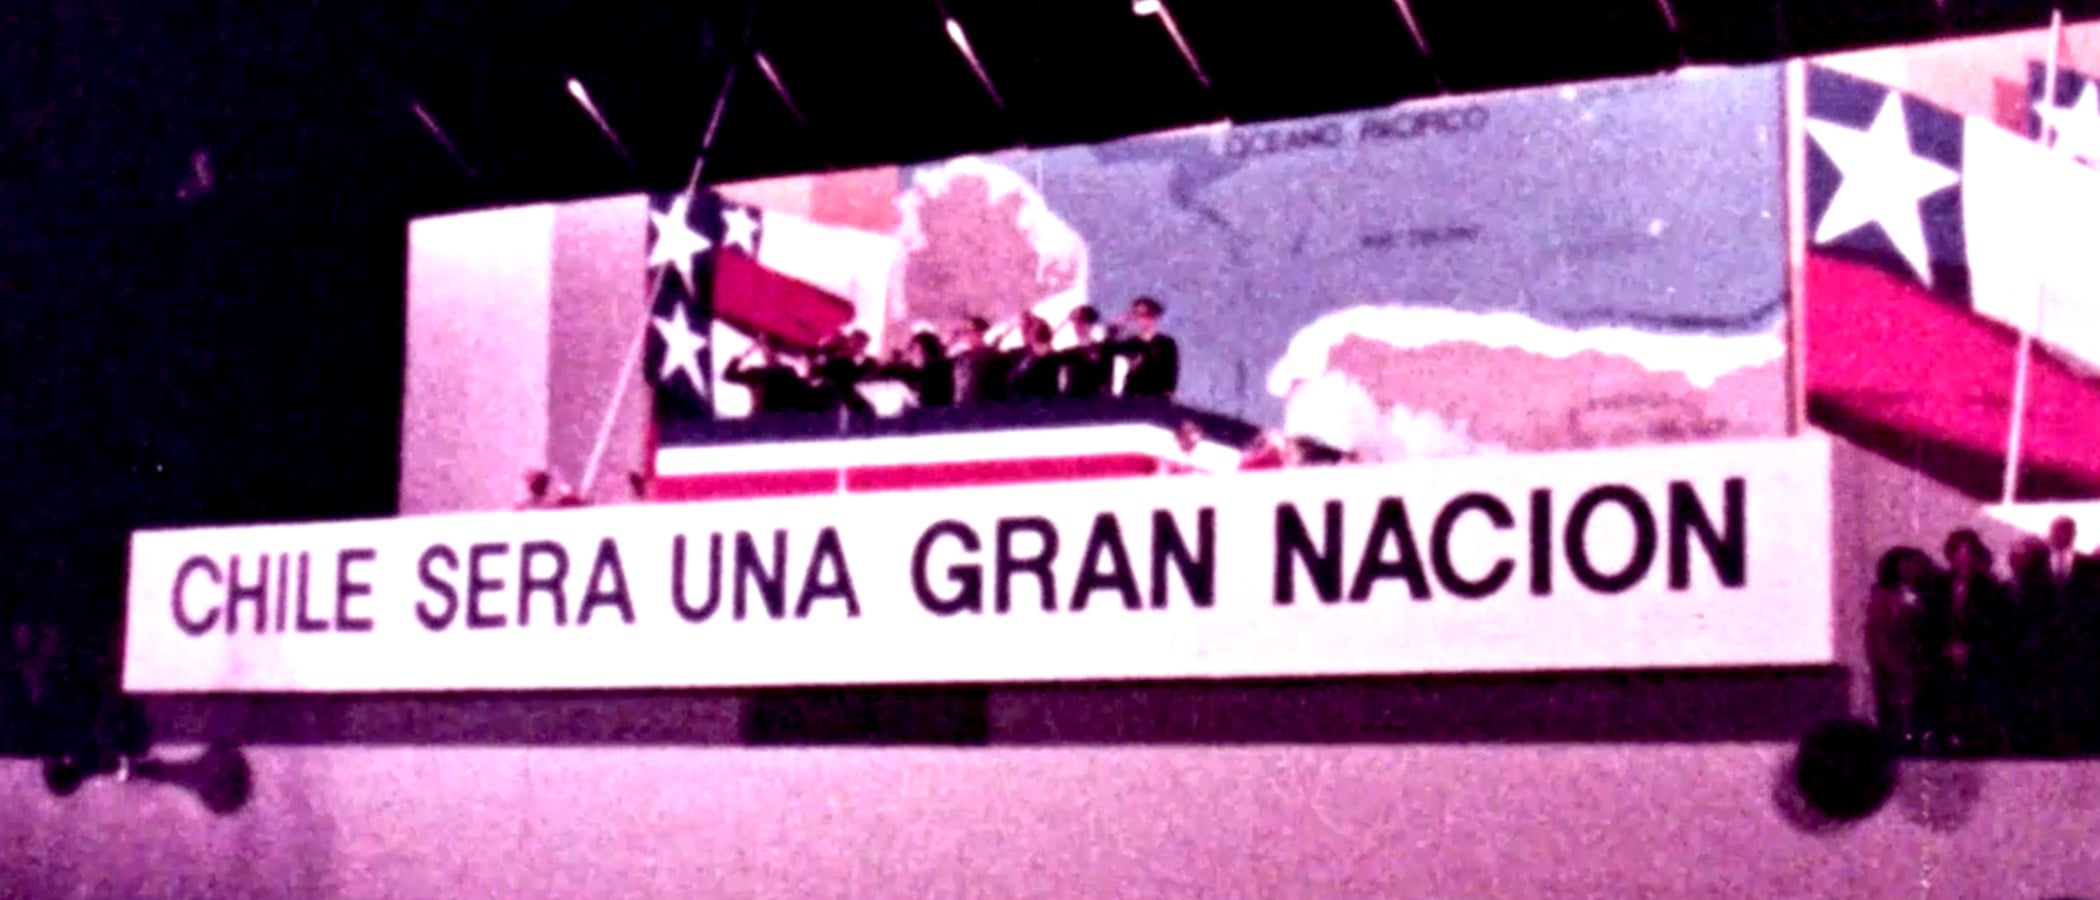 OCEANO PACIFICO
CHILE SERA UNA GRAN NACION